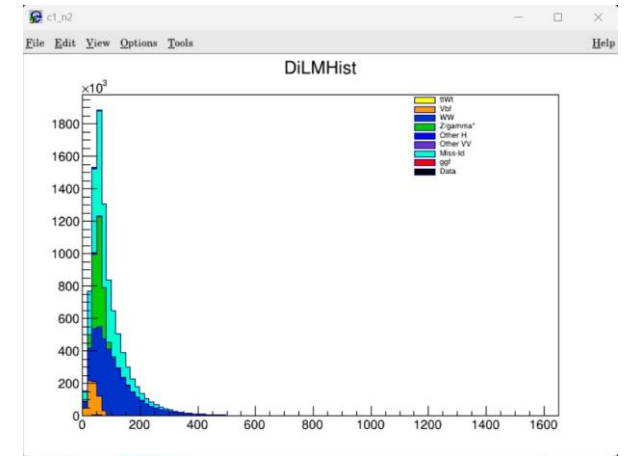 c1_n2
File Edit View Options Tools Help
DiLMHist
×10³
1800
1600
1400
1200
1000
800
600
400
200
0
0 200 400 600 800 1000 1200 1400 1600
ttWt
Vbf
WW
Z/gamma*
Other H
Other VV
Miss-Id
ggf
Data